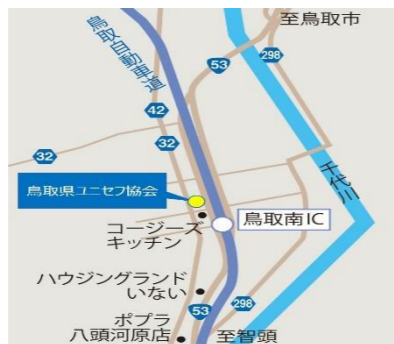 至鳥取市
鳥取自動車道
53
298
42
32
32
千代川
鳥取県ユニセフ協会
鳥取南IC
コージーズ
キッチン
ハウジングランド
いない
53
298
ポプラ
八頭河原店
至智頭